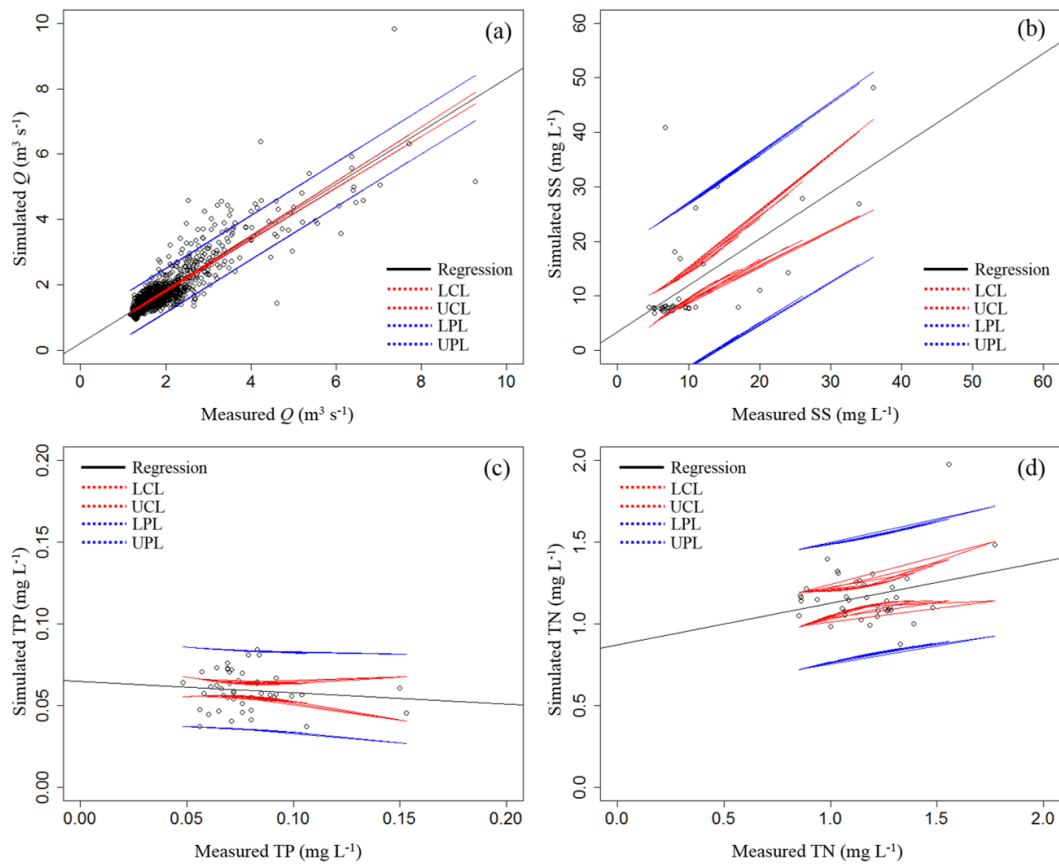 (a)
Simulated Q (m³ s⁻¹)
10
8
6
4
2
0
Regression
LCL
UCL
LPL
UPL
0 2 4 6 8 10
Measured Q (m³ s⁻¹)
(b)
Simulated SS (mg L⁻¹)
60
50
40
30
20
10
0
Regression
LCL
UCL
LPL
UPL
0 10 20 30 40 50 60
Measured SS (mg L⁻¹)
(c)
Simulated TP (mg L⁻¹)
0.20
0.15
0.10
0.05
0.00
Regression
LCL
UCL
LPL
UPL
0.00 0.05 0.10 0.15 0.20
Measured TP (mg L⁻¹)
(d)
Simulated TN (mg L⁻¹)
2.0
1.5
1.0
0.5
0.0
Regression
LCL
UCL
LPL
UPL
0.0 0.5 1.0 1.5 2.0
Measured TN (mg L⁻¹)